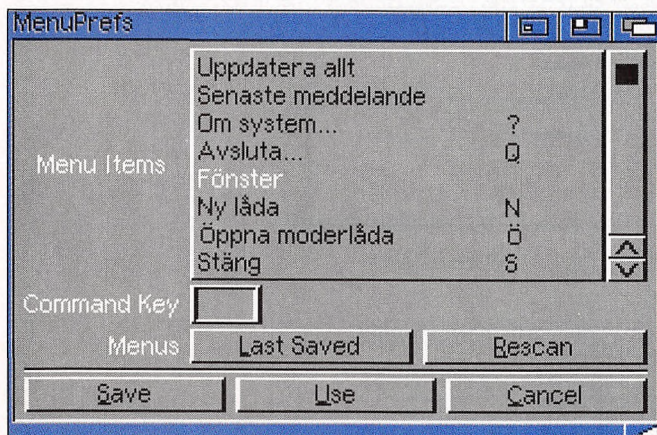 MenuPrefs
Uppdatera allt
Senaste meddelande
Om system... ?
Avsluta... Q
Menu Items
Fönster
Ny låda N
Öppna moderlåda Ö
Stäng S
Command Key
Menus Last Saved Rescan
Save Use Cancel